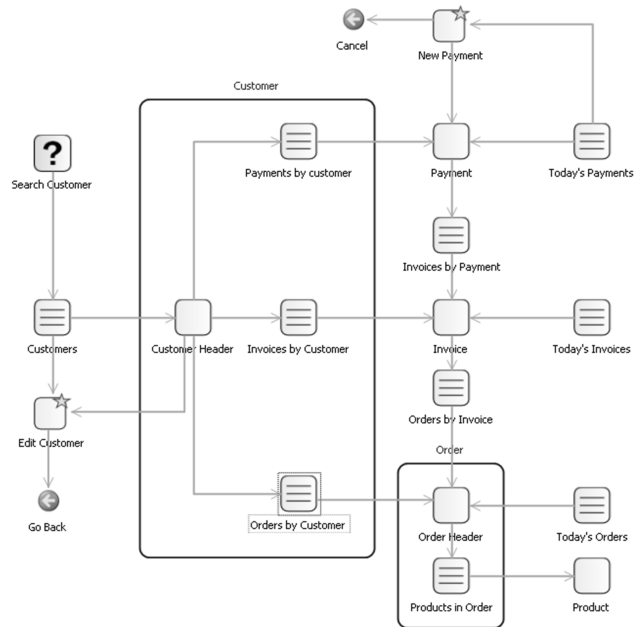 Cancel
New Payment
Customer
?
Search Customer
Payments by customer
Payment
Today's Payments
Invoices by Payment
Customers
Customer Header
Invoices by Customer
Invoice
Today's Invoices
Orders by Invoice
Edit Customer
Order
Go Back
Orders by Customer
Order Header
Today's Orders
Products in Order
Product